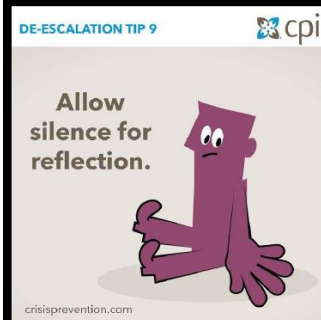 DE-ESCALATION TIP 9
cpi
Allow
silence for
reflection.
crisisprevention.com